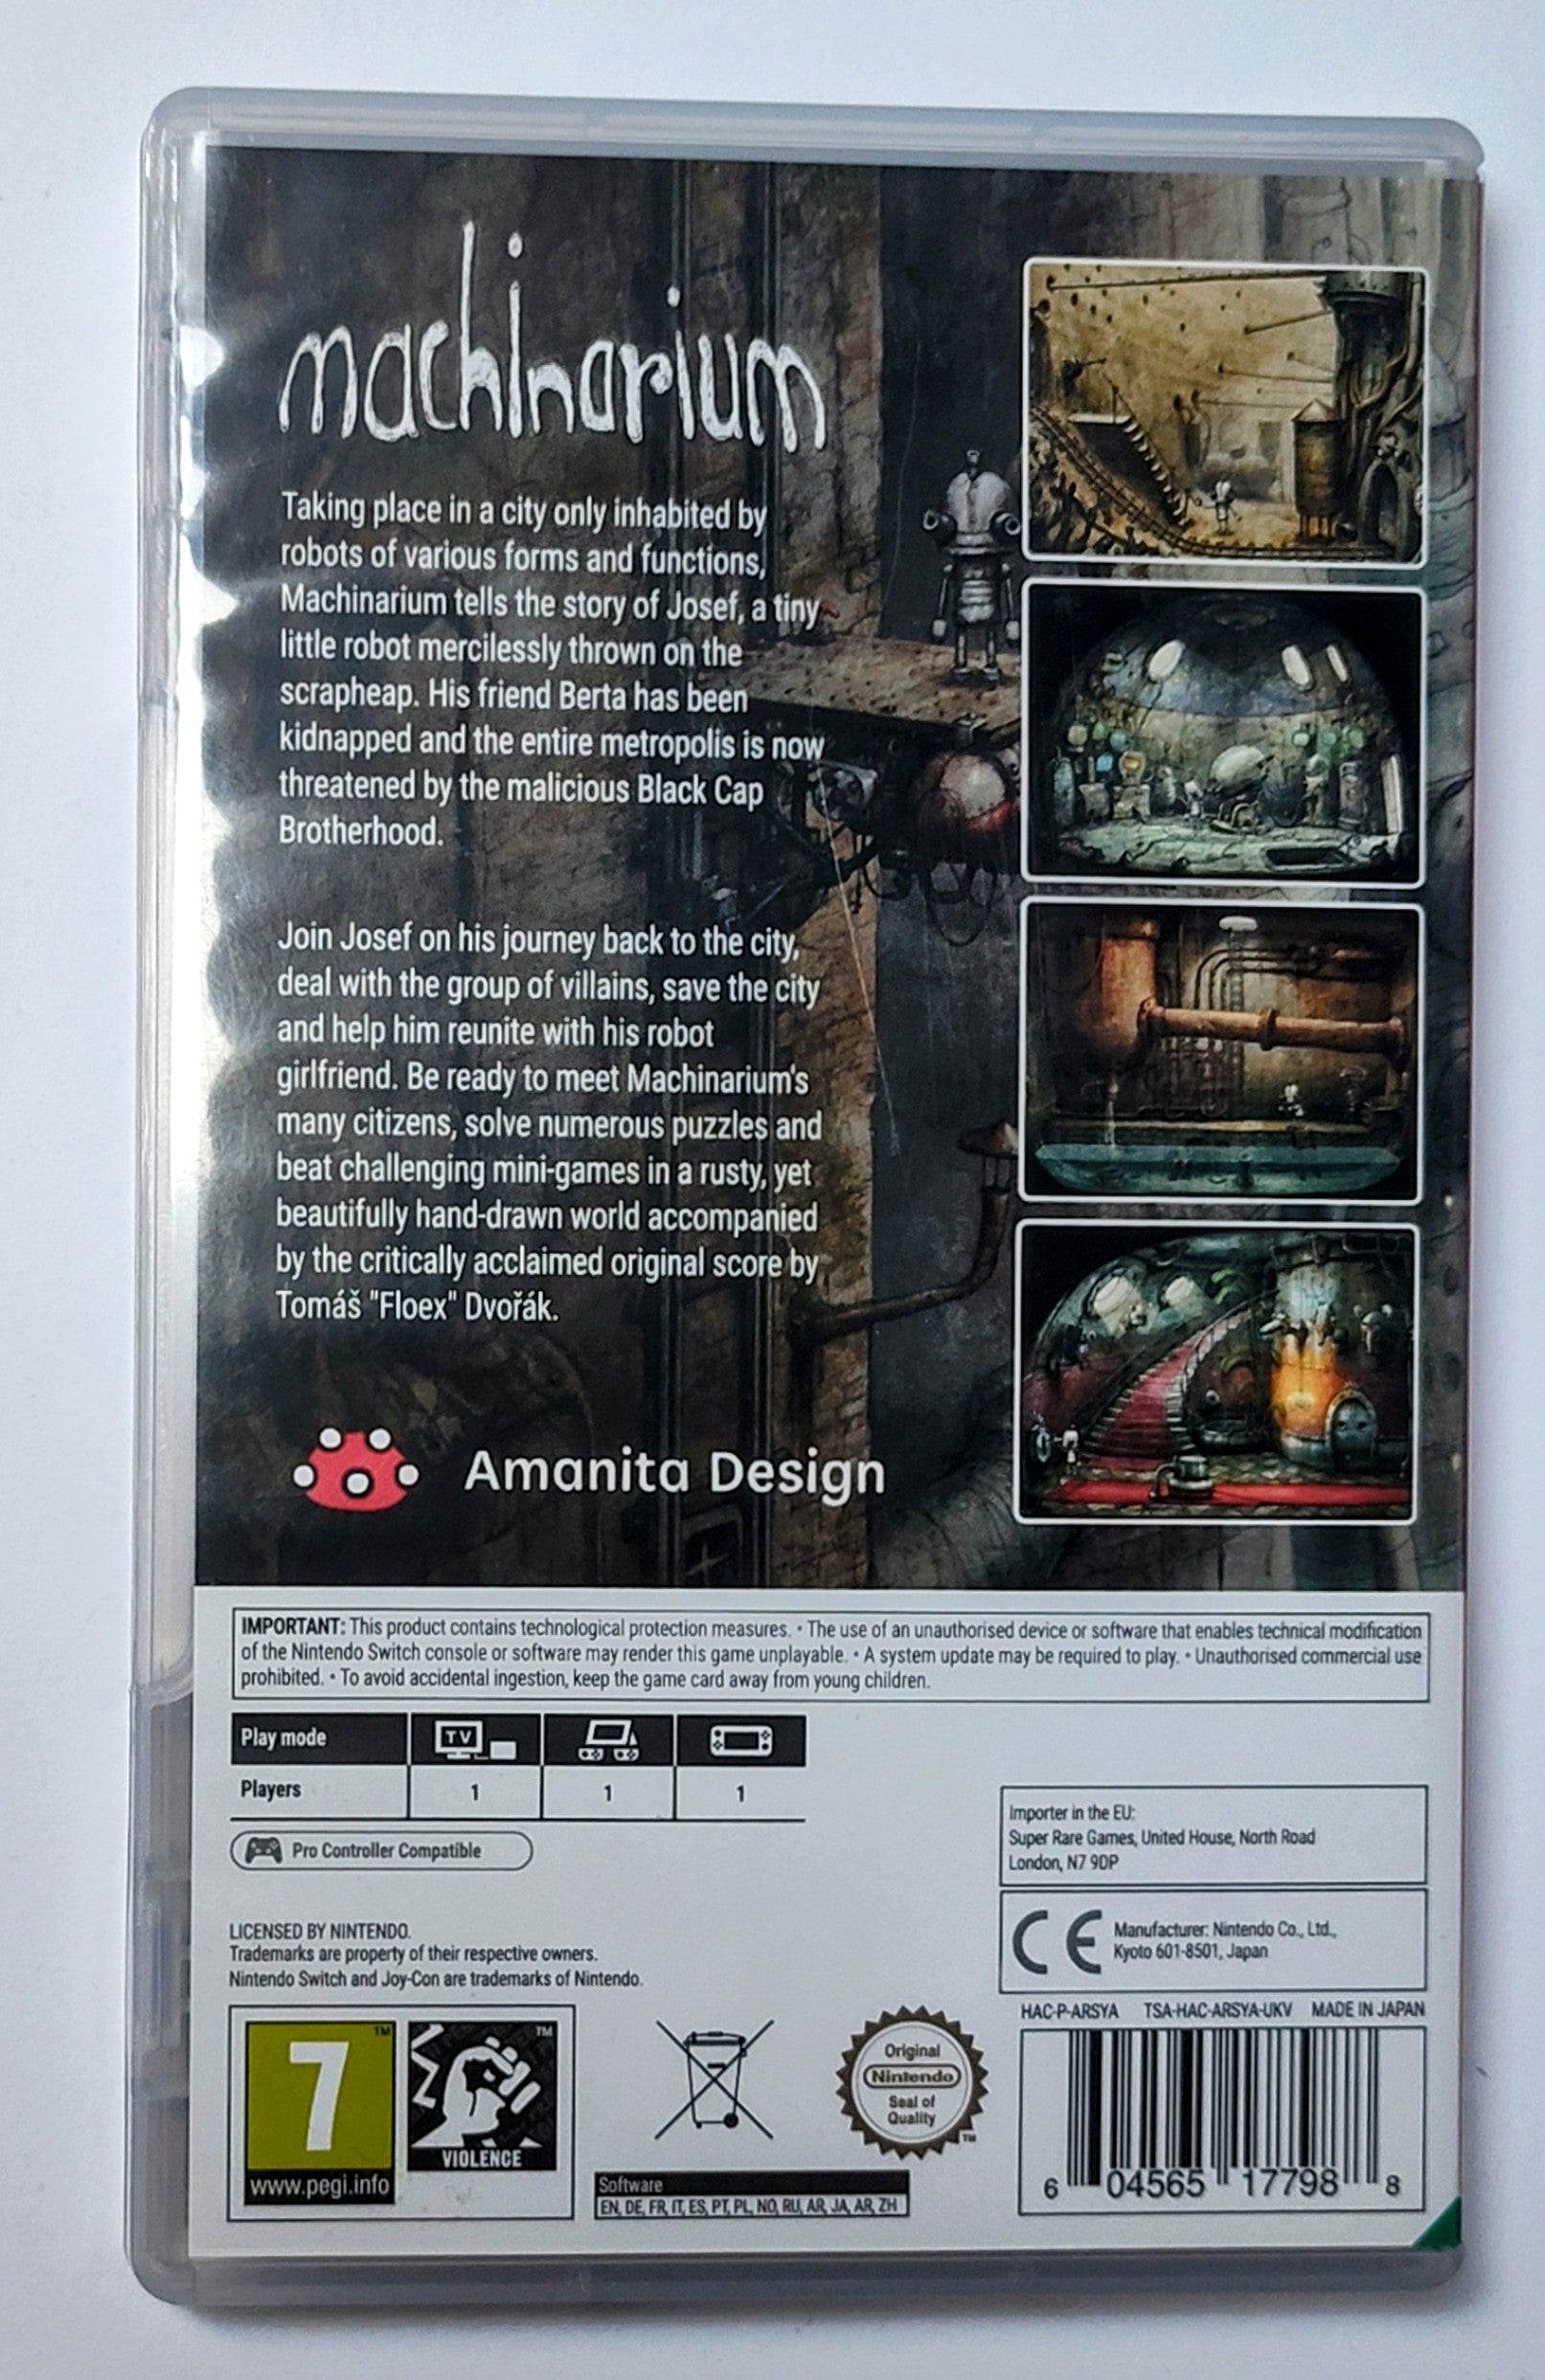 machinarium
Taking place in a city only inhabited by
robots of various forms and functions,
Machinarium tells the story of Josef, a tiny
little robot mercilessly thrown on the
scrapheap. His friend Berta has been
kidnapped and the entire metropolis is now
threatened by the malicious Black Cap
Brotherhood.
Join Josef on his journey back to the city,
deal with the group of villains, save the city
and help him reunite with his robot
girlfriend. Be ready to meet Machinarium's
many citizens, solve numerous puzzles and
beat challenging mini-games in a rusty, yet
beautifully hand-drawn world accompanied
by the critically acclaimed original score by
Tomáš "Floex" Dvořák.
Amanita Design
IMPORTANT: This product contains technological protection measures. • The use of an unauthorised device or software that enables technical modification
of the Nintendo Switch console or software may render this game unplayable. • A system update may be required to play. • Unauthorised commercial use
prohibited. • To avoid accidental ingestion, keep the game card away from young children.
Play mode TV
Players 1 1 1
Pro Controller Compatible
Importer in the EU:
Super Rare Games, United House, North Road
London, N7 9DP
CE
Manufacturer: Nintendo Co., Ltd.,
Kyoto 601-8501, Japan
LICENSED BY NINTENDO.
Trademarks are property of their respective owners.
Nintendo Switch and Joy-Con are trademarks of Nintendo.
HAC-P-ARSYA TSA-HAC-ARSYA-UKV MADE IN JAPAN
7 ™
www.pegi.info
™
VIOLENCE
Original
Nintendo
Seal of
Quality
™
Software
EN, DE, FR, IT, ES, PT, PL, NO, RU, AR, JA, AR, ZH
6 04565 17798 8